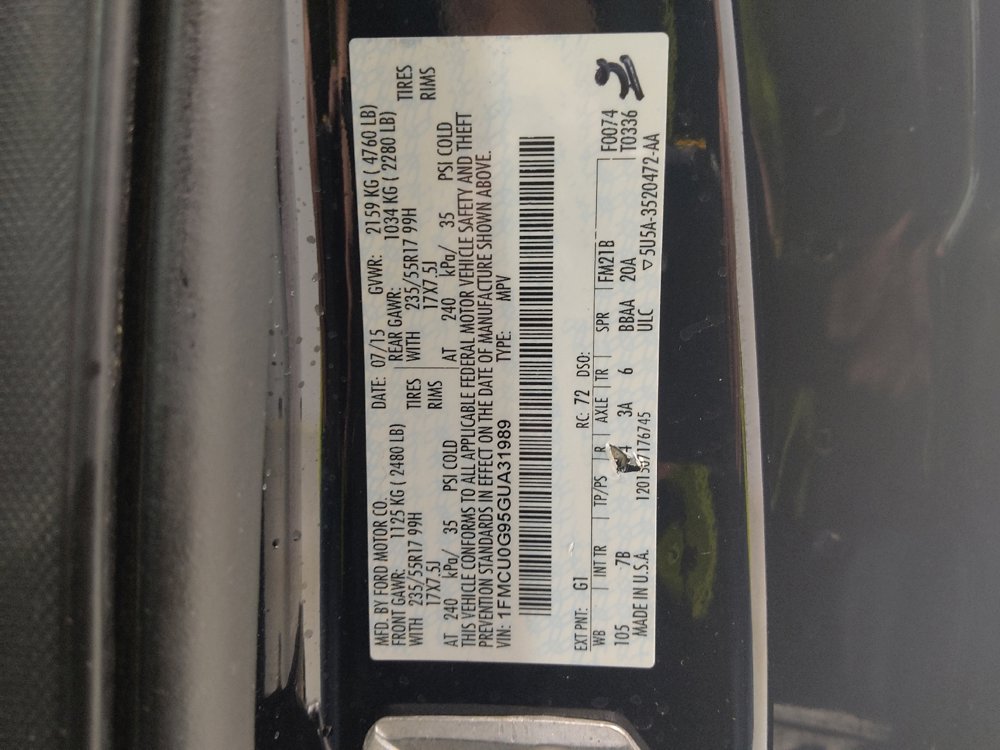 MFD. BY FORD MOTOR CO. DATE: 07/15 GVWR: 2159 KG ( 4760 LB)
FRONT GAWR: 1125 KG ( 2480 LB) REAR GAWR: 1034 KG ( 2280 LB)
WITH 235/55R17 99H TIRES WITH 235/55R17 99H TIRES
17X7.5J RIMS 17X7.5J RIMS
AT 240 kPa/ 35 PSI COLD AT 240 kPa/ 35 PSI COLD
THIS VEHICLE CONFORMS TO ALL APPLICABLE FEDERAL MOTOR VEHICLE SAFETY AND THEFT
PREVENTION STANDARDS IN EFFECT ON THE DATE OF MANUFACTURE SHOWN ABOVE.
VIN: 1FMCU0G95GUA31989 TYPE: MPV
EXT PNT: G1 RC: 72 DSO:
WB INT TR TP/PS R AXLE TR SPR FM21B F0074
105 7B 4 3A 6 BBAA 20A T0336
MADE IN U.S.A. 176745 ULC ▽5U5A-3520472-AA